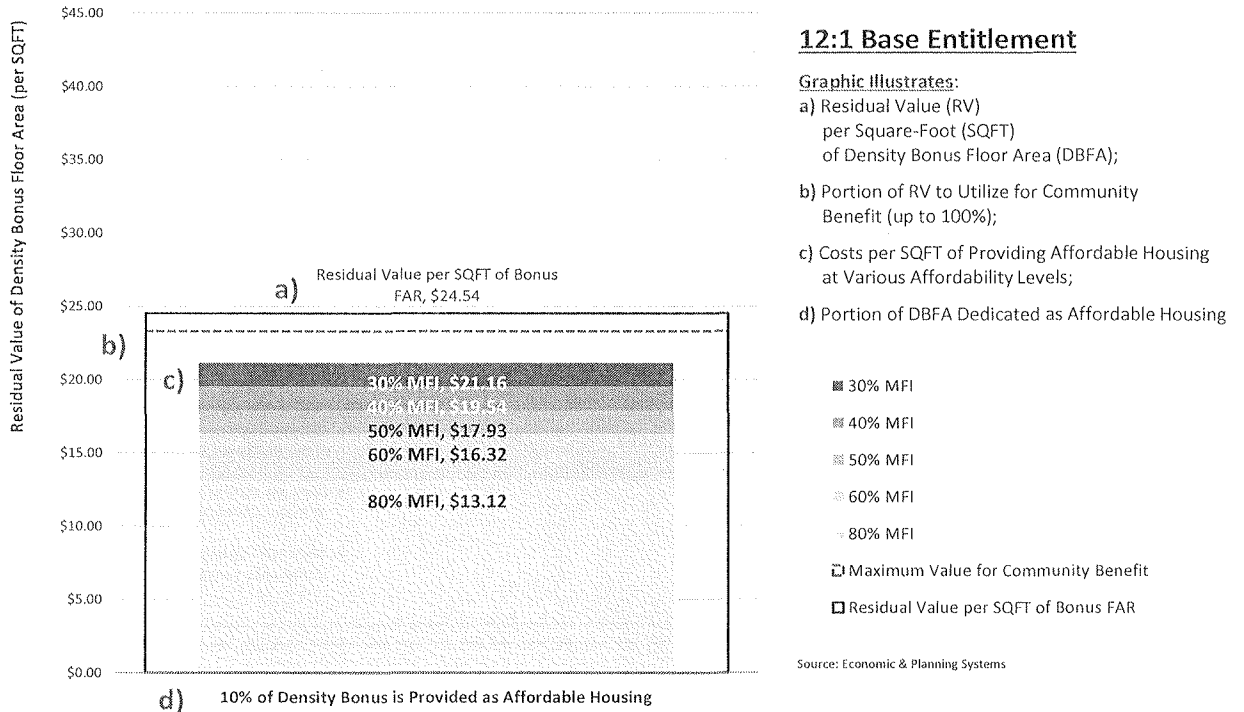 Residual Value of Density Bonus Floor Area (per SQFT)
$45.00
$40.00
$35.00
$30.00
$25.00
$20.00
$15.00
$10.00
$5.00
$0.00
a)
Residual Value per SQFT of Bonus
FAR, $24.54
b)
c)
30% MFI, $21.16
40% MFI, $19.54
50% MFI, $17.93
60% MFI, $16.32
80% MFI, $13.12
d)
10% of Density Bonus is Provided as Affordable Housing
12:1 Base Entitlement
Graphic Illustrates:
a) Residual Value (RV)
per Square-Foot (SQFT)
of Density Bonus Floor Area (DBFA);
b) Portion of RV to Utilize for Community
Benefit (up to 100%);
c) Costs per SQFT of Providing Affordable Housing
at Various Affordability Levels;
d) Portion of DBFA Dedicated as Affordable Housing
30% MFI
40% MFI
50% MFI
60% MFI
80% MFI
Maximum Value for Community Benefit
Residual Value per SQFT of Bonus FAR
Source: Economic & Planning Systems